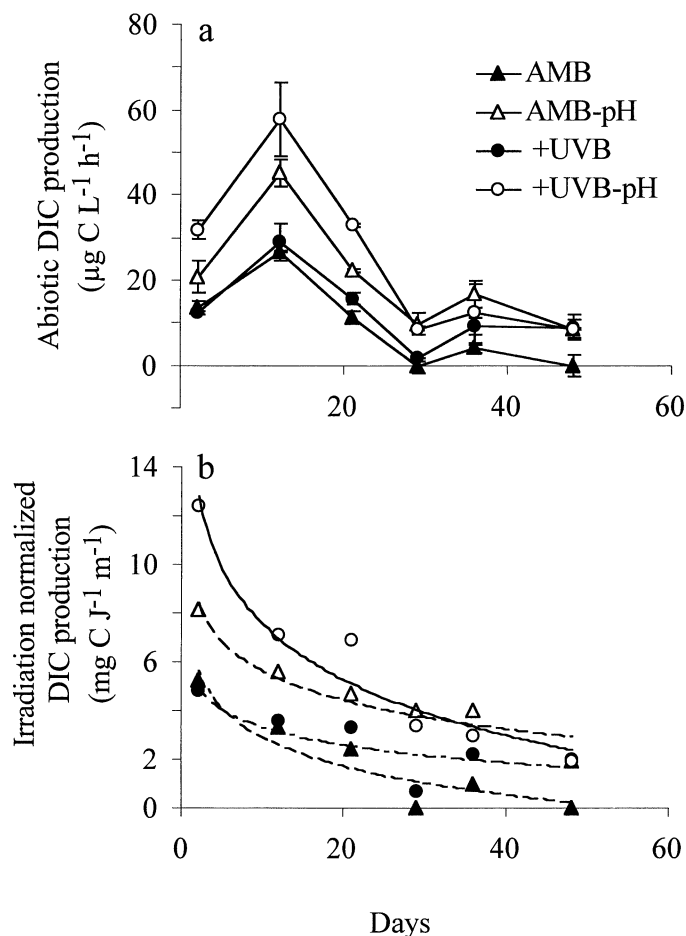 a
80
60
40
20
0
20
40
60
Abiotic DIC production
(µg C L⁻¹ h⁻¹)
AMB
AMB-pH
+UVB
+UVB-pH
b
14
10
6
2
0
0
20
40
60
Irradiation normalized
DIC production
(mg C J⁻¹ m⁻¹)
Days